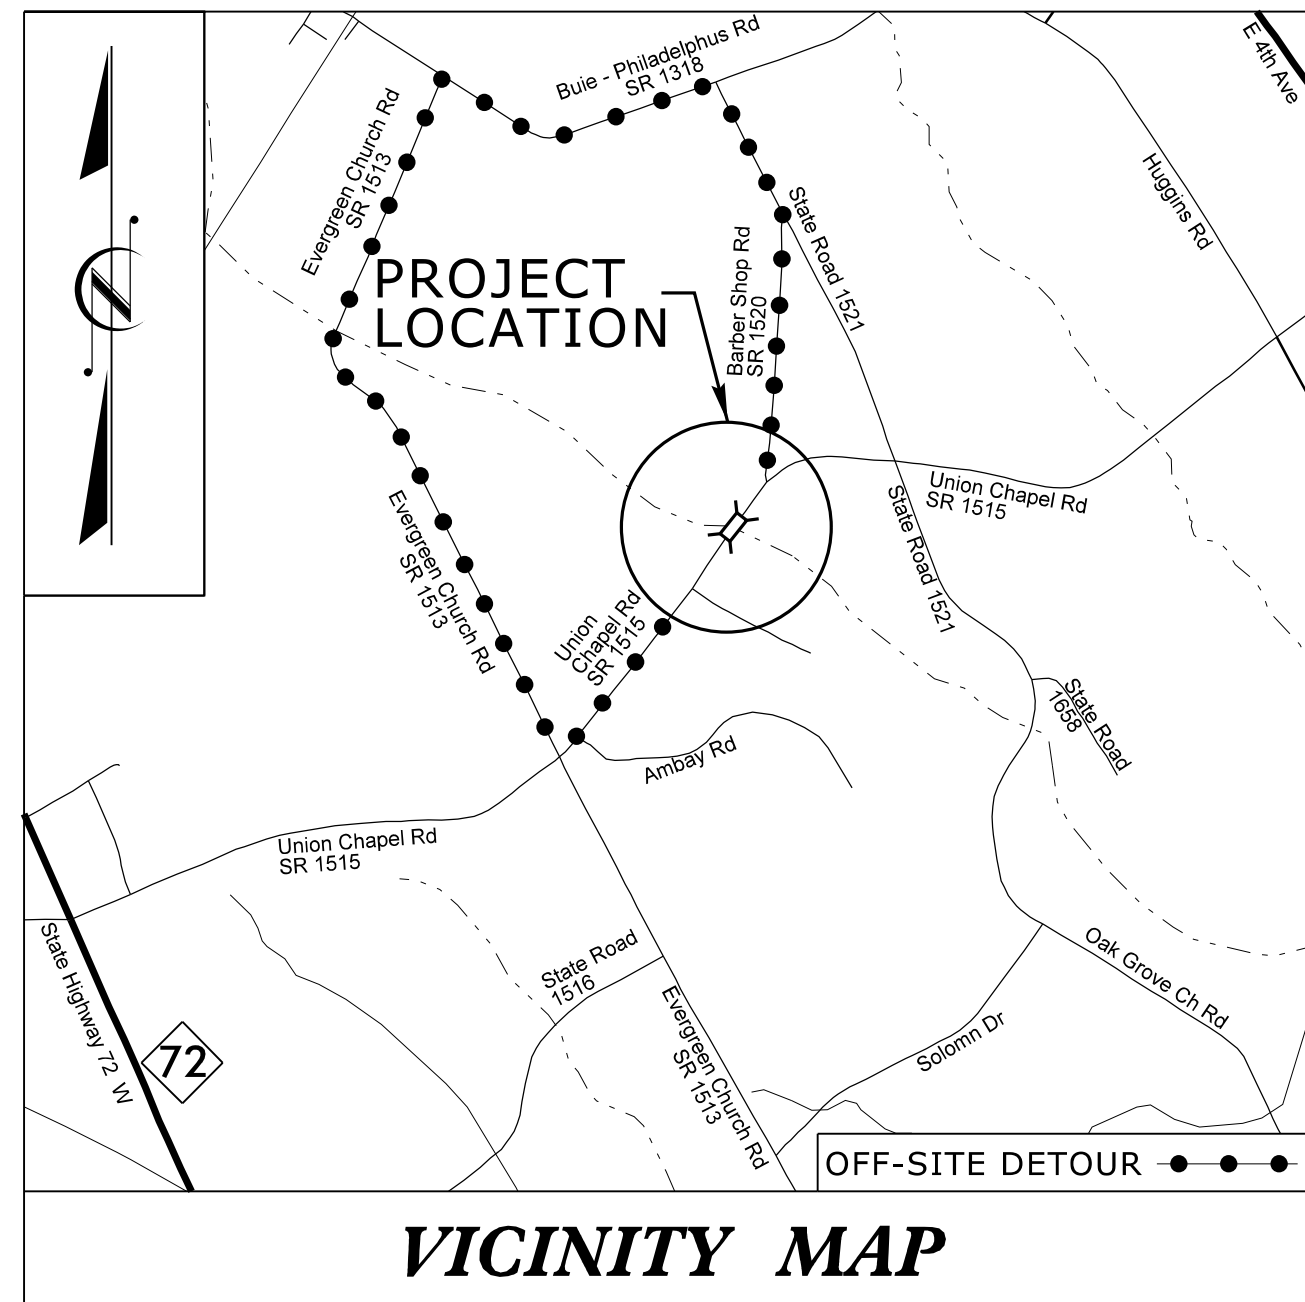 Buie - Philadelphus Rd
SR 1318
E 4th Ave
Evergreen Church Rd
SR 1513
Huggins Rd
State Road 1521
Barber Shop Rd
SR 1520
PROJECT
LOCATION
N
Union Chapel Rd
SR 1515
State Road 1521
Evergreen Church Rd
SR 1513
Union
Chapel Rd
SR 1515
State Road
1658
Ambay Rd
Union Chapel Rd
SR 1515
State Highway 72 W
72
State Road
1516
Oak Grove Ch Rd
Evergreen Church Rd
SR 1513
Solomn Dr
OFF-SITE DETOUR
VICINITY MAP